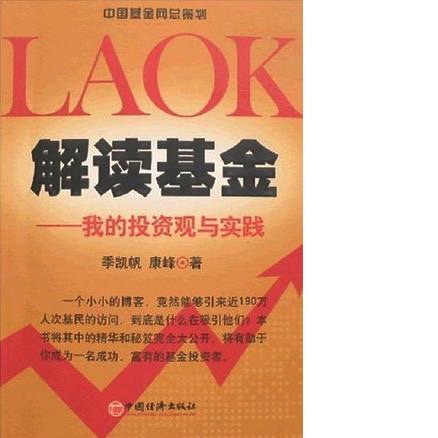 中国基金网总策划
LAOK
解读基金
——我的投资观与实践
季凯帆 康峰 著
一个小小的博客，竟然能够引来近190万
人次基民的访问，到底是什么在吸引他们？本
书将其中的精华和秘笈完全大公开，将有助于
你成为一名成功、富有的基金投资者。
中国经济出版社